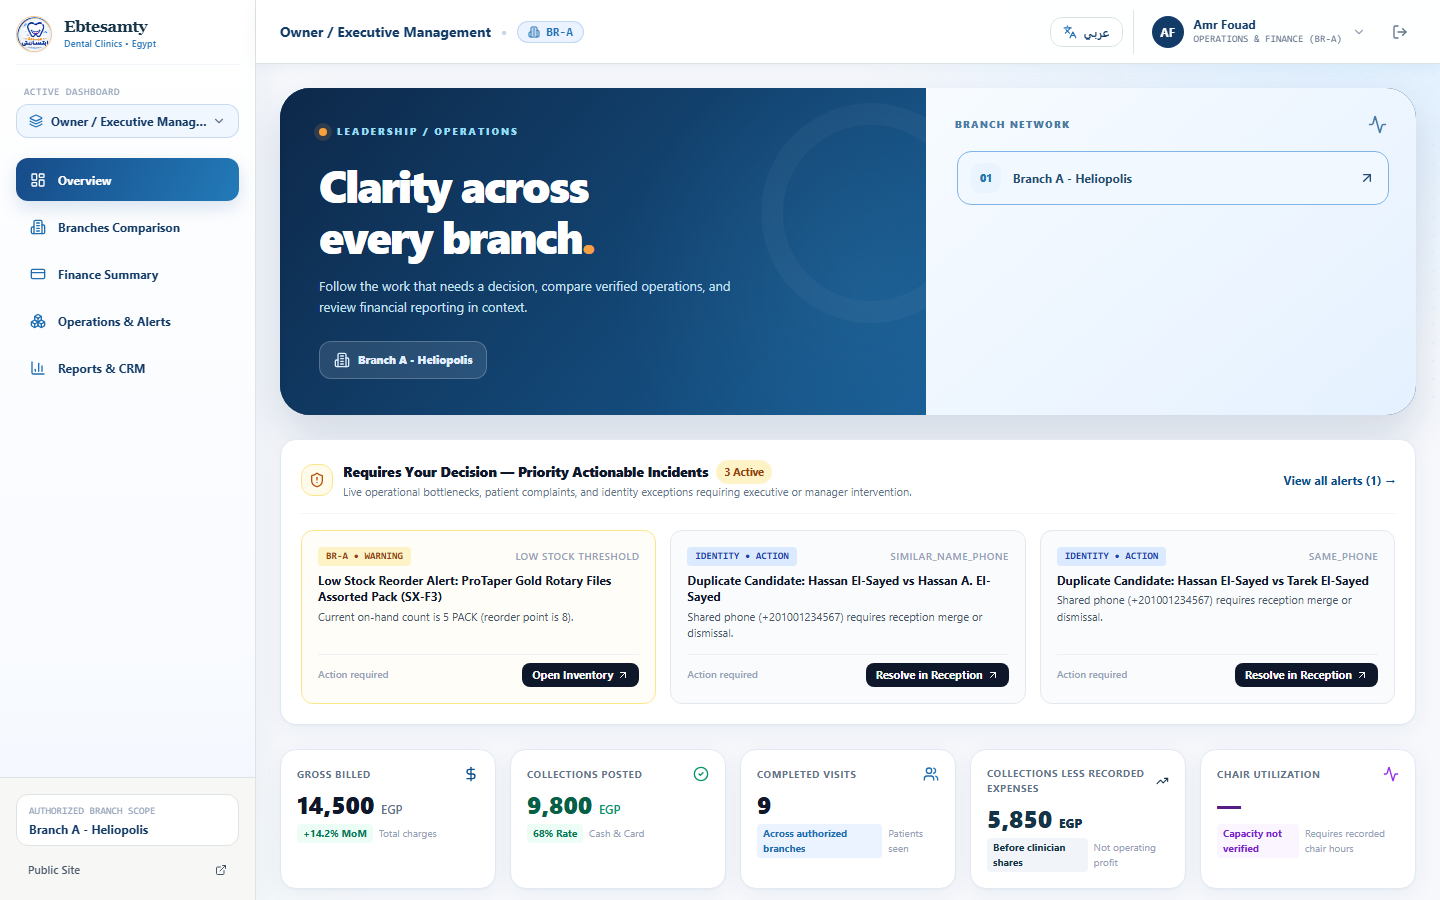 Ebtesamty
Dental Clinics • Egypt
ACTIVE DASHBOARD
Owner / Executive Manag...
Overview
Branches Comparison
Finance Summary
Operations & Alerts
Reports & CRM
AUTHORIZED BRANCH SCOPE
Branch A - Heliopolis
Public Site
Owner / Executive Management
BR-A
عربي
AF
Amr Fouad
OPERATIONS & FINANCE (BR-A)
LEADERSHIP / OPERATIONS
Clarity across
every branch.
Follow the work that needs a decision, compare verified operations, and
review financial reporting in context.
Branch A - Heliopolis
BRANCH NETWORK
01
Branch A - Heliopolis
Requires Your Decision — Priority Actionable Incidents
3 Active
Live operational bottlenecks, patient complaints, and identity exceptions requiring executive or manager intervention.
View all alerts (1) →
BR-A • WARNING
LOW STOCK THRESHOLD
Low Stock Reorder Alert: ProTaper Gold Rotary Files
Assorted Pack (SX-F3)
Current on-hand count is 5 PACK (reorder point is 8).
Action required
Open Inventory
IDENTITY • ACTION
SIMILAR_NAME_PHONE
Duplicate Candidate: Hassan El-Sayed vs Hassan A. El-
Sayed
Shared phone (+201001234567) requires reception merge or
dismissal.
Action required
Resolve in Reception
IDENTITY • ACTION
SAME_PHONE
Duplicate Candidate: Hassan El-Sayed vs Tarek El-Sayed
Shared phone (+201001234567) requires reception merge or
dismissal.
Action required
Resolve in Reception
GROSS BILLED
14,500 EGP
+14.2% MoM
Total charges
COLLECTIONS POSTED
9,800 EGP
68% Rate
Cash & Card
COMPLETED VISITS
9
Across authorized
branches
Patients
seen
COLLECTIONS LESS RECORDED
EXPENSES
5,850 EGP
Before clinician
shares
Not operating
profit
CHAIR UTILIZATION
—
Capacity not
verified
Requires recorded
chair hours